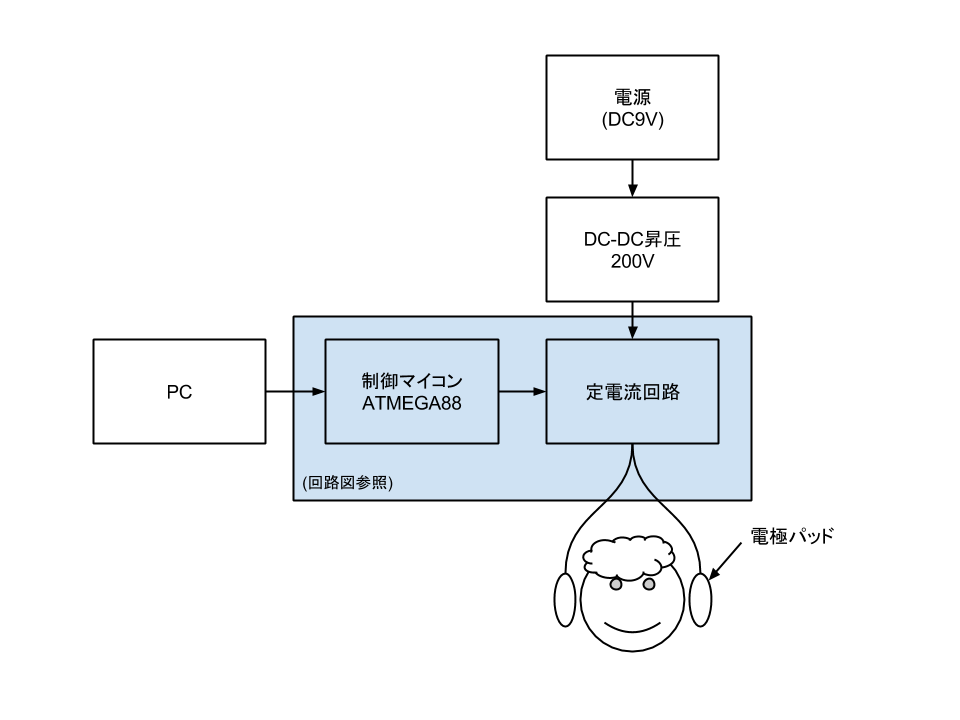 電源
(DC9V)
DC-DC昇圧
200V
PC
制御マイコン
ATMEGA88
定電流回路
(回路図参照)
電極パッド